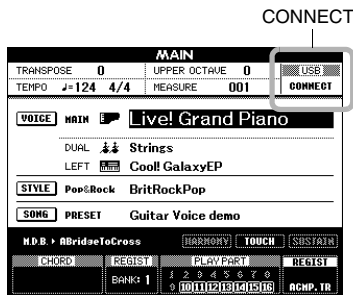 CONNECT
MAIN
TRANSPOSE 0 UPPER OCTAVE 0 USB
TEMPO ♩=124 4/4 MEASURE 001 CONNECT
VOICE MAIN Live! Grand Piano
DUAL Strings
LEFT Cool! GalaxyEP
STYLE Pop&Rock BritRockPop
SONG PRESET Guitar Voice demo
M.D.B. ▸ ABridgeToCross HARMONY TOUCH SUSTAIN
CHORD REGIST PLAY PART REGIST
BANK: 1 1 2 3 4 5 6 7 8
9 10 11 12 13 14 15 16 ACMP.TR